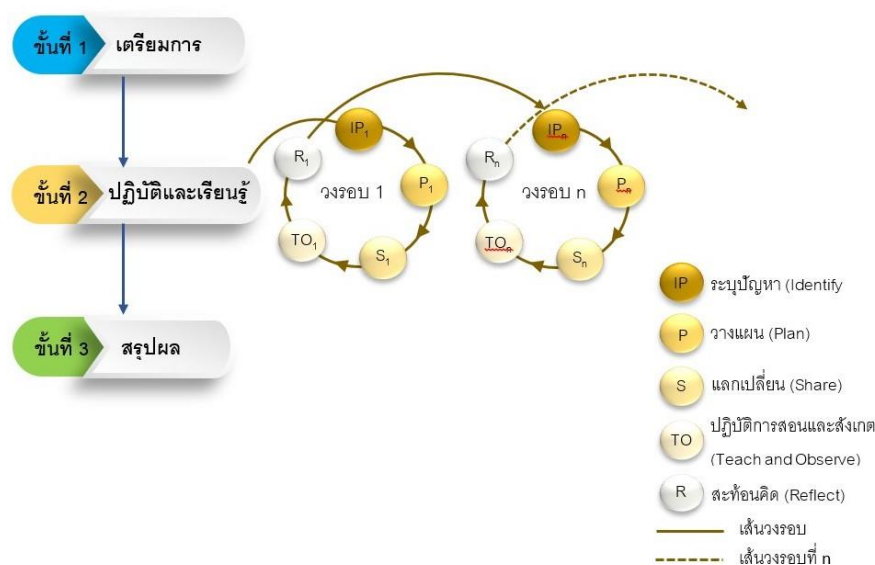 ขั้นที่ 1 เตรียมการ
ขั้นที่ 2 ปฏิบัติและเรียนรู้
ขั้นที่ 3 สรุปผล
IP₁
P₁
S₁
TO₁
R₁
วงรอบ 1
IPₙ
Pₙ
Sₙ
TOₙ
Rₙ
วงรอบ n
IP ระบุปัญหา (Identify
P วางแผน (Plan)
S แลกเปลี่ยน (Share)
TO ปฏิบัติการสอนและสังเกต
(Teach and Observe)
R สะท้อนคิด (Reflect)
เส้นวงรอบ
เส้นวงรอบที่ n